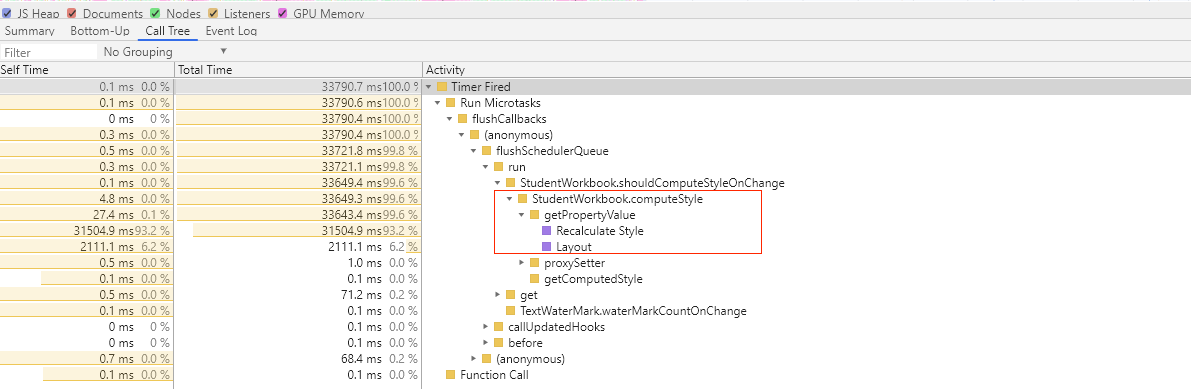 JS Heap Documents Nodes Listeners GPU Memory
Summary Bottom-Up Call Tree Event Log
Filter No Grouping ▼
Self Time Total Time Activity
0.1 ms 0.0 % 33790.7 ms 100.0 % Timer Fired
0.1 ms 0.0 % 33790.6 ms 100.0 % Run Microtasks
0 ms 0 % 33790.4 ms 100.0 % flushCallbacks
0.3 ms 0.0 % 33790.4 ms 100.0 % (anonymous)
0.5 ms 0.0 % 33721.8 ms 99.8 % flushSchedulerQueue
0.3 ms 0.0 % 33721.1 ms 99.8 % run
0.1 ms 0.0 % 33649.4 ms 99.6 % StudentWorkbook.shouldComputeStyleOnChange
4.8 ms 0.0 % 33649.3 ms 99.6 % StudentWorkbook.computeStyle
27.4 ms 0.1 % 33643.4 ms 99.6 % getPropertyValue
31504.9 ms 93.2 % 31504.9 ms 93.2 % Recalculate Style
2111.1 ms 6.2 % 2111.1 ms 6.2 % Layout
0.5 ms 0.0 % 1.0 ms 0.0 % proxySetter
0.1 ms 0.0 % 0.1 ms 0.0 % getComputedStyle
0.5 ms 0.0 % 71.2 ms 0.2 % get
0.1 ms 0.0 % 0.1 ms 0.0 % TextWaterMark.waterMarkCountOnChange
0 ms 0 % 0.1 ms 0.0 % callUpdatedHooks
0 ms 0 % 0.1 ms 0.0 % before
0.7 ms 0.0 % 68.4 ms 0.2 % (anonymous)
0.1 ms 0.0 % 0.1 ms 0.0 % Function Call